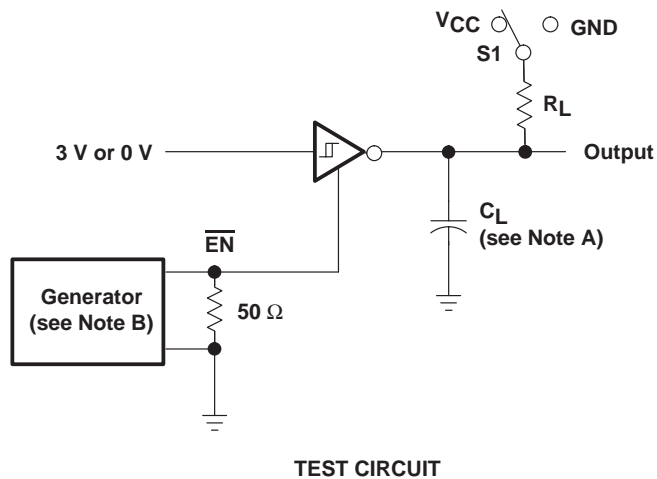 VCC
GND
S1
RL
3 V or 0 V
Output
CL
(see Note A)
EN
Generator
(see Note B)
50 Ω
TEST CIRCUIT